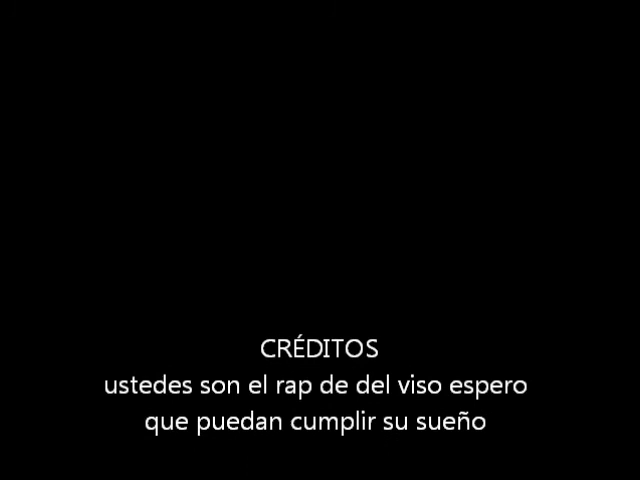 CRÉDITOS
ustedes son el rap de del viso espero
que puedan cumplir su sueño